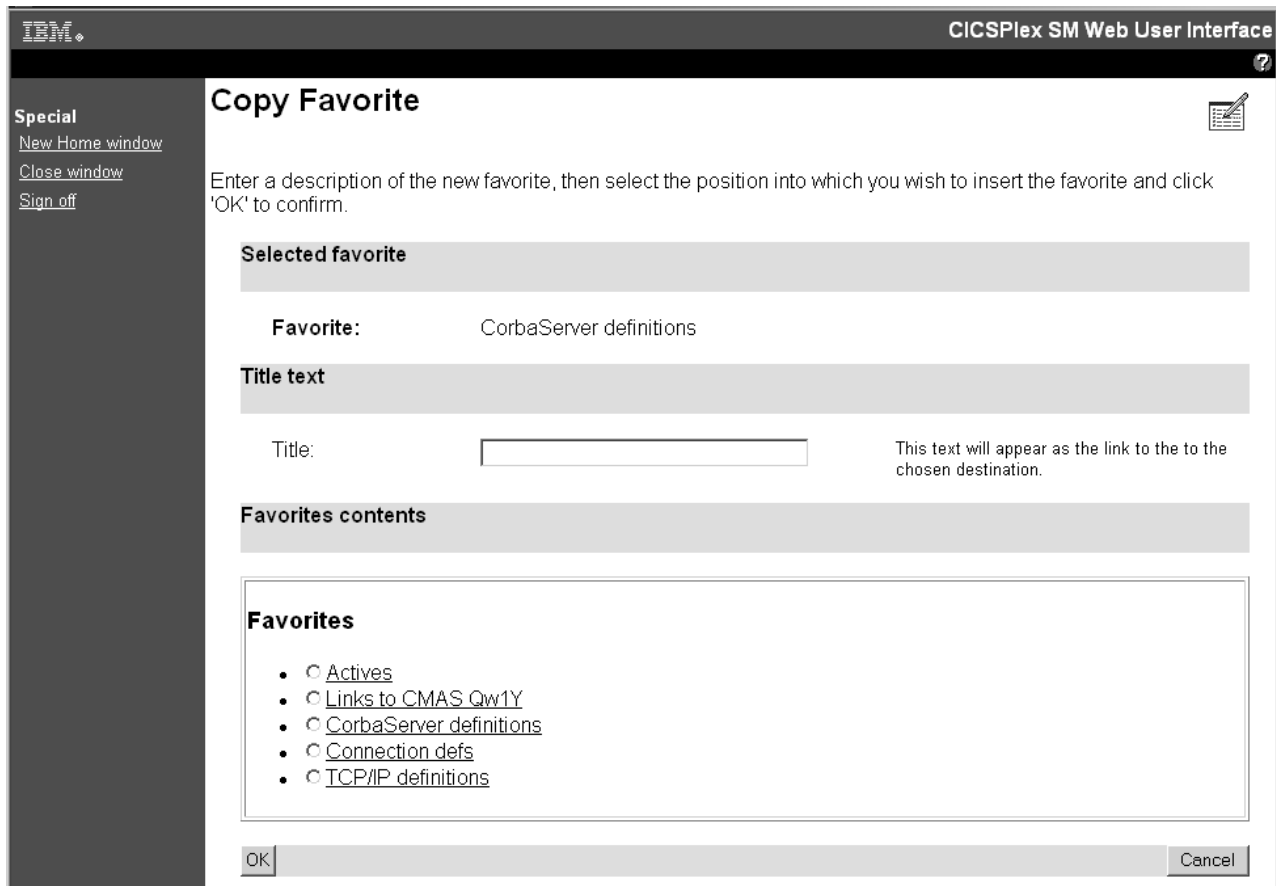 IBM.
CICSPlex SM Web User Interface
?
Special
New Home window
Close window
Sign off
Copy Favorite
Enter a description of the new favorite, then select the position into which you wish to insert the favorite and click
'OK' to confirm.
Selected favorite
Favorite: CorbaServer definitions
Title text
Title:
This text will appear as the link to the to the
chosen destination.
Favorites contents
Favorites
Actives
Links to CMAS Qw1Y
CorbaServer definitions
Connection defs
TCP/IP definitions
OK
Cancel